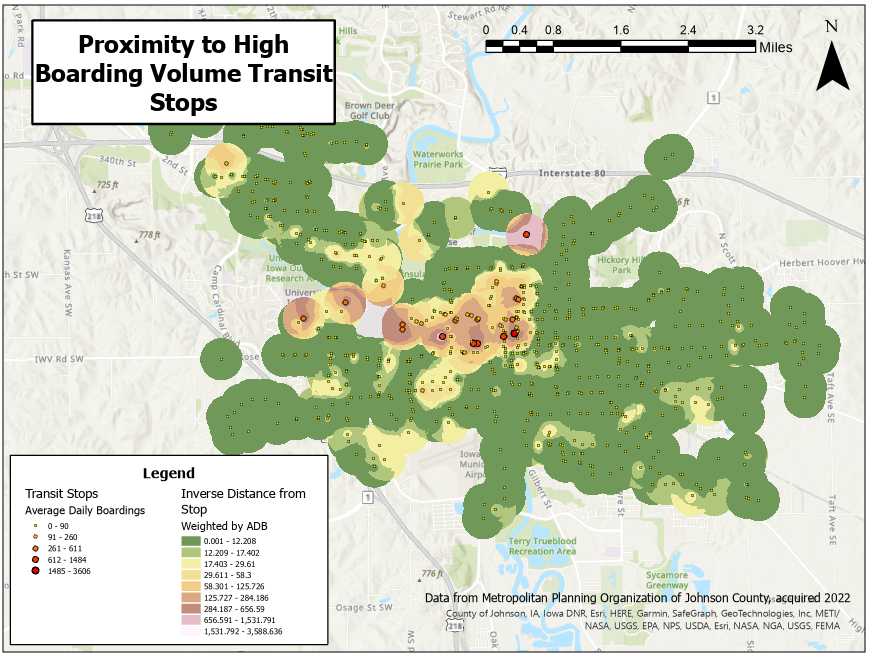 Proximity to High
Boarding Volume Transit
Stops
Stewart Rd NE
N Park Rd
Hills
0 0.4 0.8 1.6 2.4 3.2
Miles
N
Brown Deer
Golf Club
1
340th St
2nd St
Waterworks
Prairie Park
Interstate 80
725 ft
218
778 ft
Kansas Ave SW
Camp Cardinal Blvd
Iowa Outer
Research
Hickory Hill
Park
N Scott
Herbert Hoover Hw
th St SW
IWV Rd SW
Taft Ave SE
Iowa
Munic
Airpo
Gilbert St
1
Taft Ave SE
Terry Trueblood
Recreation Area
776 ft
Sycamore
Greenway
Osage St SW
218
Legend
Transit Stops
Average Daily Boardings
0 - 90
91 - 260
261 - 611
612 - 1484
1485 - 3606
Inverse Distance from
Stop
Weighted by ADB
0.001 - 12.208
12.209 - 17.402
17.403 - 29.61
29.611 - 58.3
58.301 - 125.726
125.727 - 284.186
284.187 - 656.59
656.591 - 1,531.791
1,531.792 - 3,588.636
Data from Metropolitan Planning Organization of Johnson County, acquired 2022
County of Johnson, IA, Iowa DNR, Esri, HERE, Garmin, SafeGraph, GeoTechnologies, Inc, METI/
NASA, USGS, EPA, NPS, USDA, Esri, NASA, NGA, USGS, FEMA